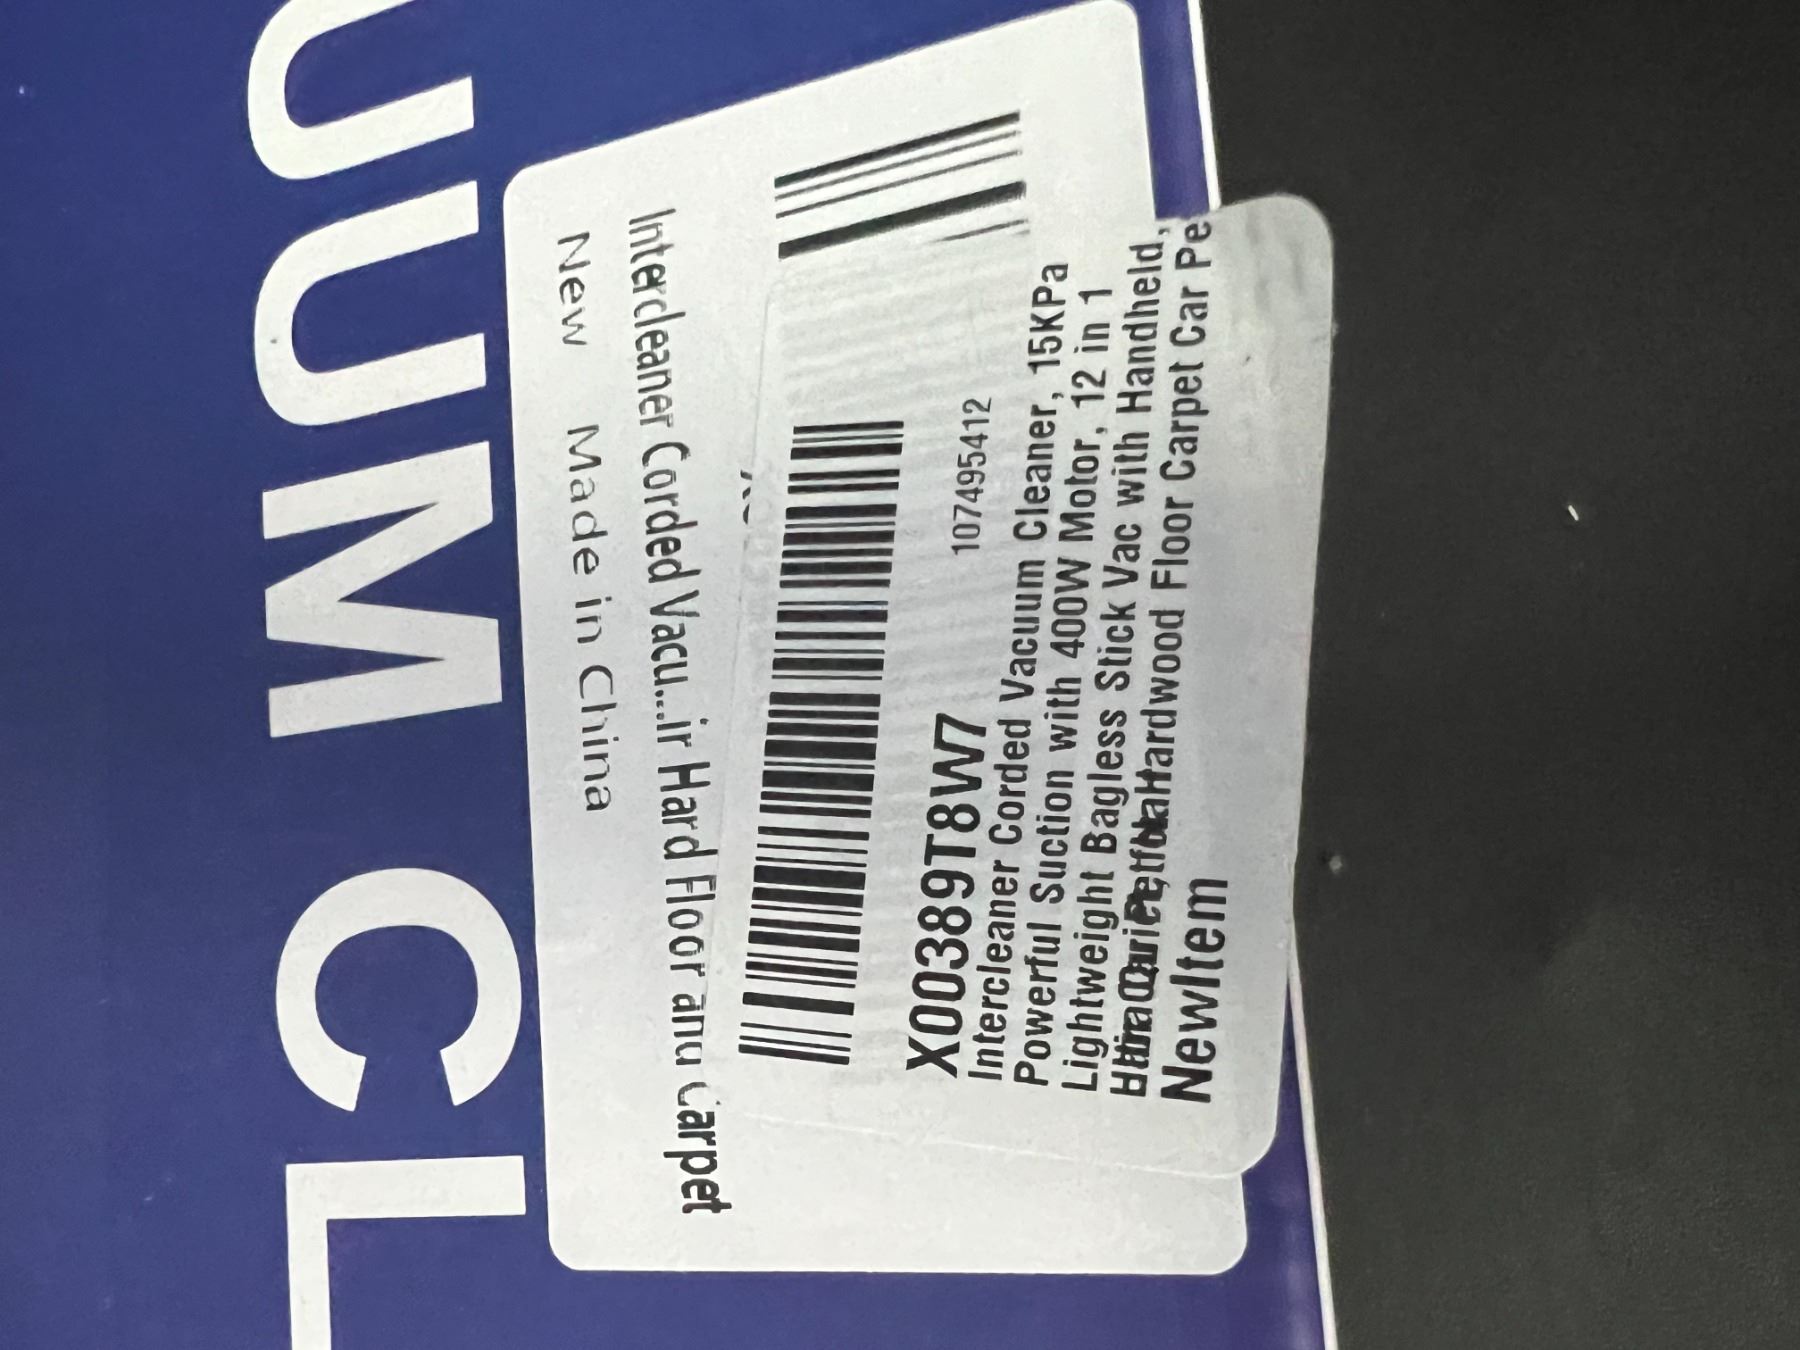 UUM CL
New Made in China
Intercleaner Corded Vacu...ir Hard Floor and Carpet
X00389T8W7
107495412
Intercleaner Corded Vacuum Cleaner, 15KPa
Powerful Suction with 400W Motor, 12 in 1
Lightweight Bagless Stick Vac with Handheld,
Hardwood Floor Carpet Car Pe
NewItem